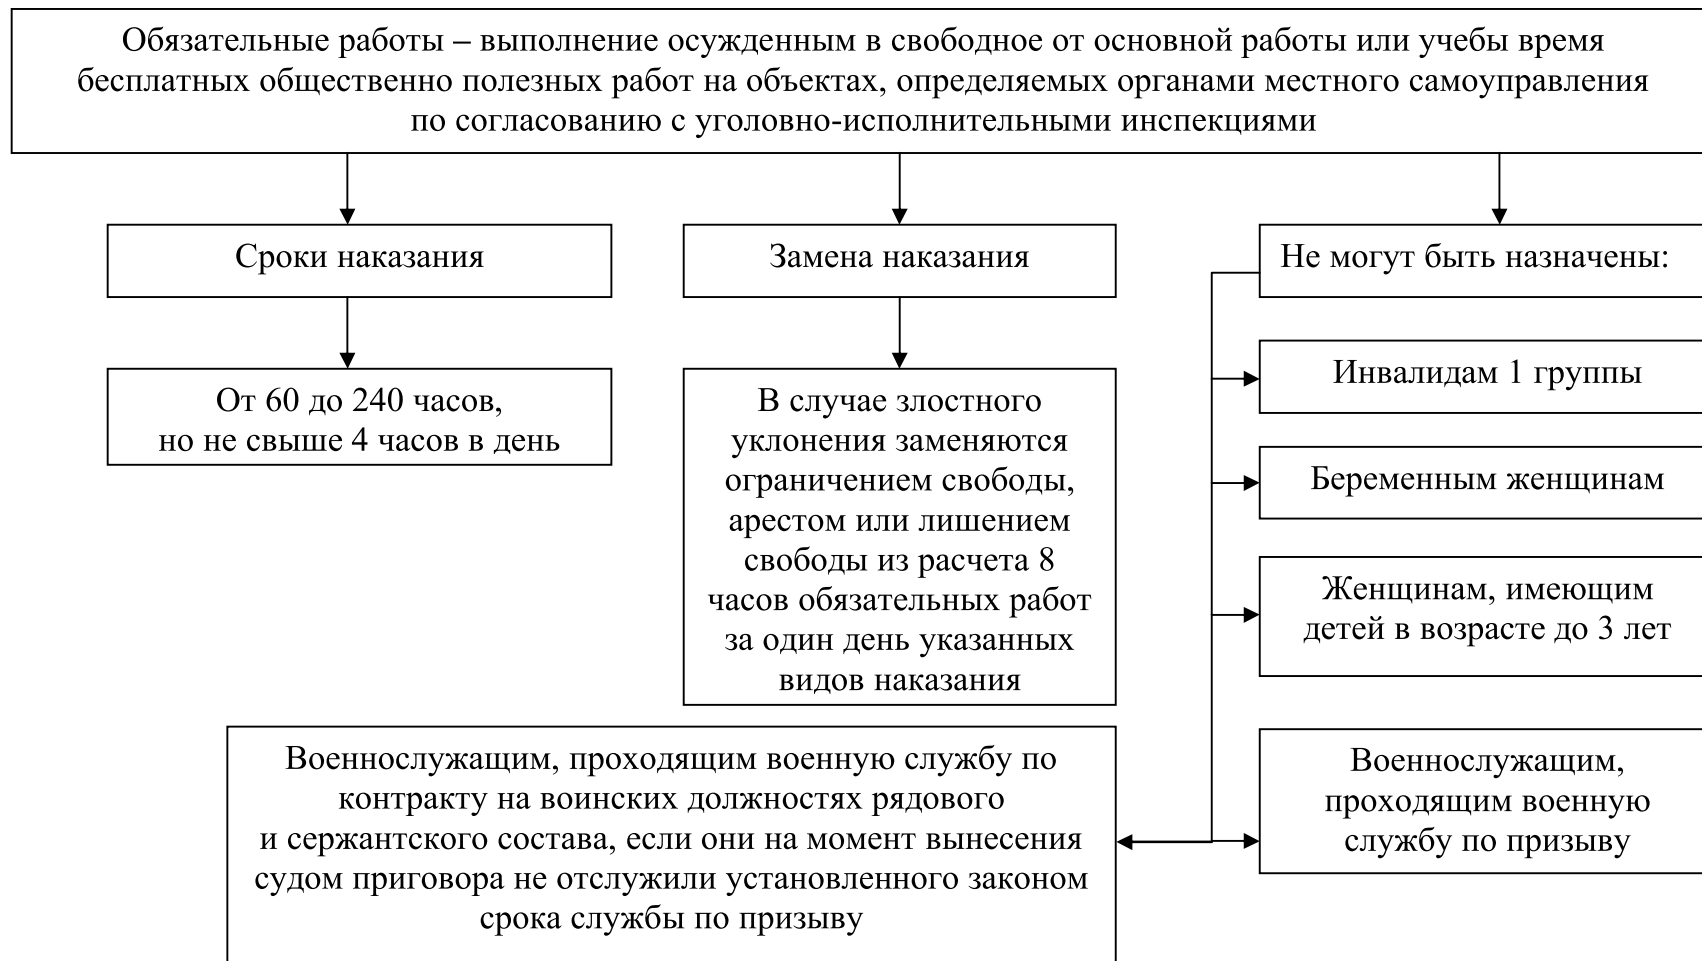 Обязательные работы – выполнение осужденным в свободное от основной работы или учебы время
бесплатных общественно полезных работ на объектах, определяемых органами местного самоуправления
по согласованию с уголовно-исполнительными инспекциями
Сроки наказания
От 60 до 240 часов,
но не свыше 4 часов в день
Замена наказания
В случае злостного
уклонения заменяются
ограничением свободы,
арестом или лишением
свободы из расчета 8
часов обязательных работ
за один день указанных
видов наказания
Не могут быть назначены:
Инвалидам 1 группы
Беременным женщинам
Женщинам, имеющим
детей в возрасте до 3 лет
Военнослужащим,
проходящим военную
службу по призыву
Военнослужащим, проходящим военную службу по
контракту на воинских должностях рядового
и сержантского состава, если они на момент вынесения
судом приговора не отслужили установленного законом
срока службы по призыву